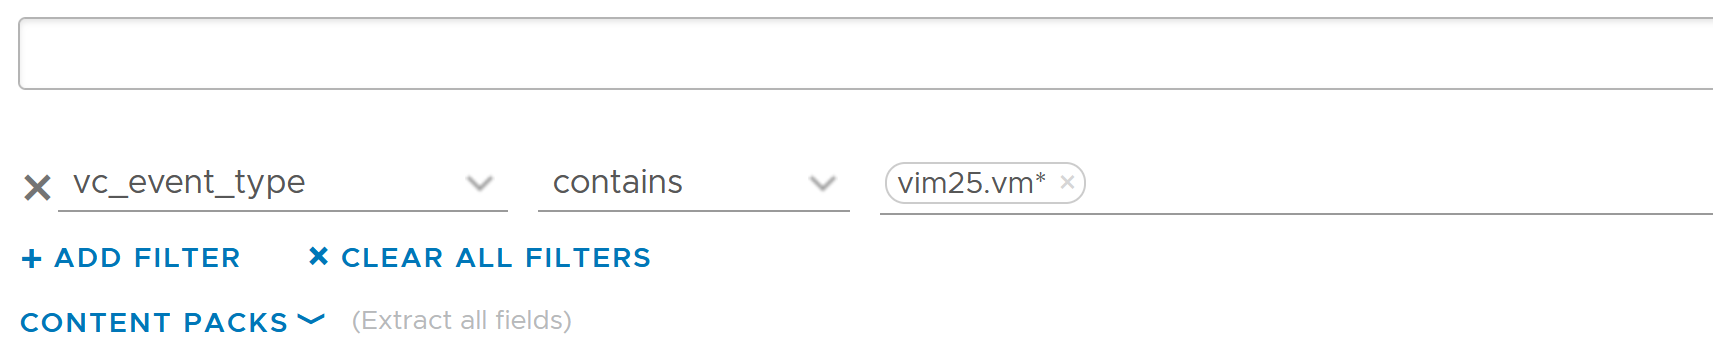 vc_event_type contains vim25.vm*
+ ADD FILTER × CLEAR ALL FILTERS
CONTENT PACKS (Extract all fields)